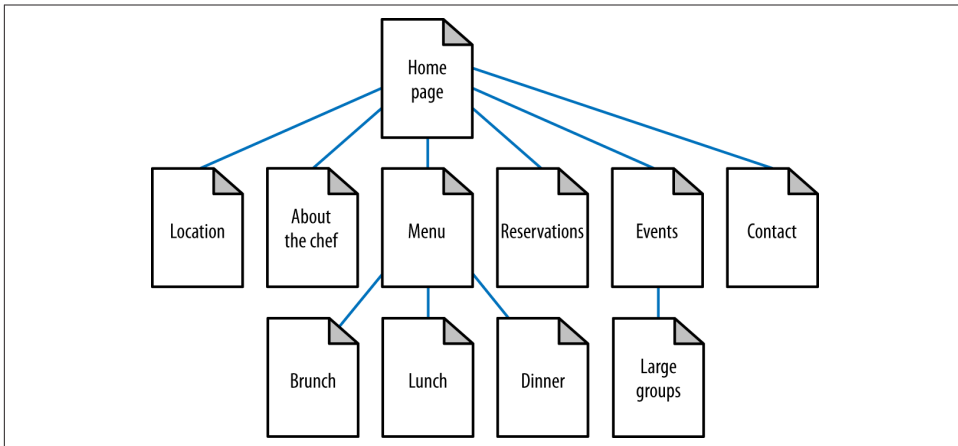 Home
page
Location
About
the chef
Menu
Reservations
Events
Contact
Brunch
Lunch
Dinner
Large
groups